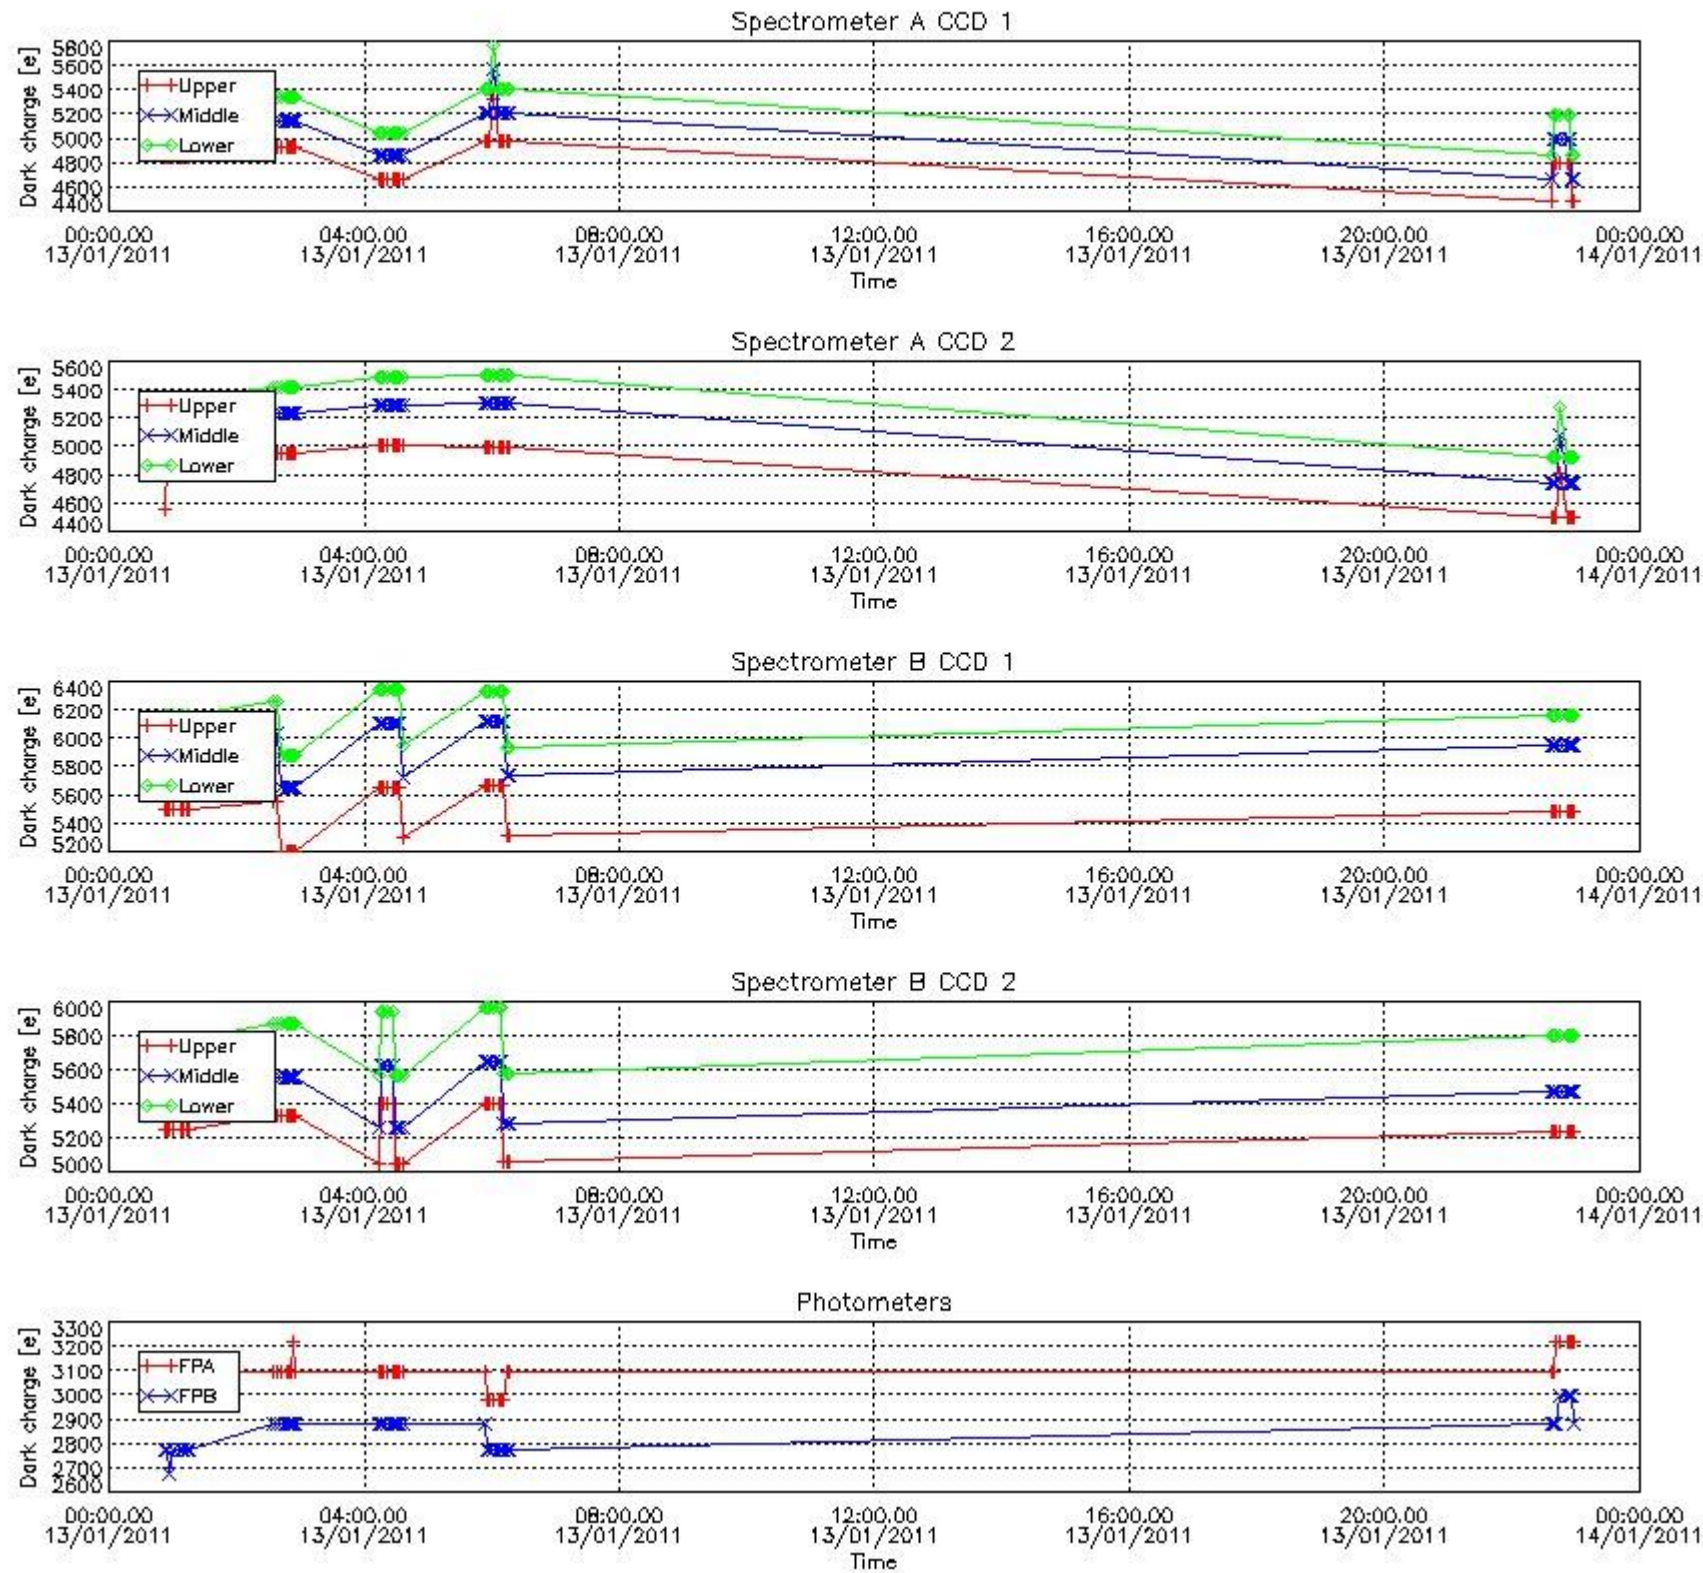 Spectrometer A CCD 1
Dark charge [e]
5800
5600
5400
5200
5000
4800
4600
4400
Upper
Middle
Lower
00:00.00 04:00.00 08:00.00 12:00.00 16:00.00 20:00.00 00:00.00
13/01/2011 13/01/2011 13/01/2011 13/01/2011 13/01/2011 13/01/2011 14/01/2011
Time
Spectrometer A CCD 2
Dark charge [e]
5600
5400
5200
5000
4800
4600
4400
Upper
Middle
Lower
00:00.00 04:00.00 08:00.00 12:00.00 16:00.00 20:00.00 00:00.00
13/01/2011 13/01/2011 13/01/2011 13/01/2011 13/01/2011 13/01/2011 14/01/2011
Time
Spectrometer B CCD 1
Dark charge [e]
6400
6200
6000
5800
5600
5400
5200
Upper
Middle
Lower
00:00.00 04:00.00 08:00.00 12:00.00 16:00.00 20:00.00 00:00.00
13/01/2011 13/01/2011 13/01/2011 13/01/2011 13/01/2011 13/01/2011 14/01/2011
Time
Spectrometer B CCD 2
Dark charge [e]
6000
5800
5600
5400
5200
5000
Upper
Middle
Lower
00:00.00 04:00.00 08:00.00 12:00.00 16:00.00 20:00.00 00:00.00
13/01/2011 13/01/2011 13/01/2011 13/01/2011 13/01/2011 13/01/2011 14/01/2011
Time
Photometers
Dark charge [e]
3300
3200
3100
3000
2900
2800
2700
2600
FPA
FPB
00:00.00 04:00.00 08:00.00 12:00.00 16:00.00 20:00.00 00:00.00
13/01/2011 13/01/2011 13/01/2011 13/01/2011 13/01/2011 13/01/2011 14/01/2011
Time